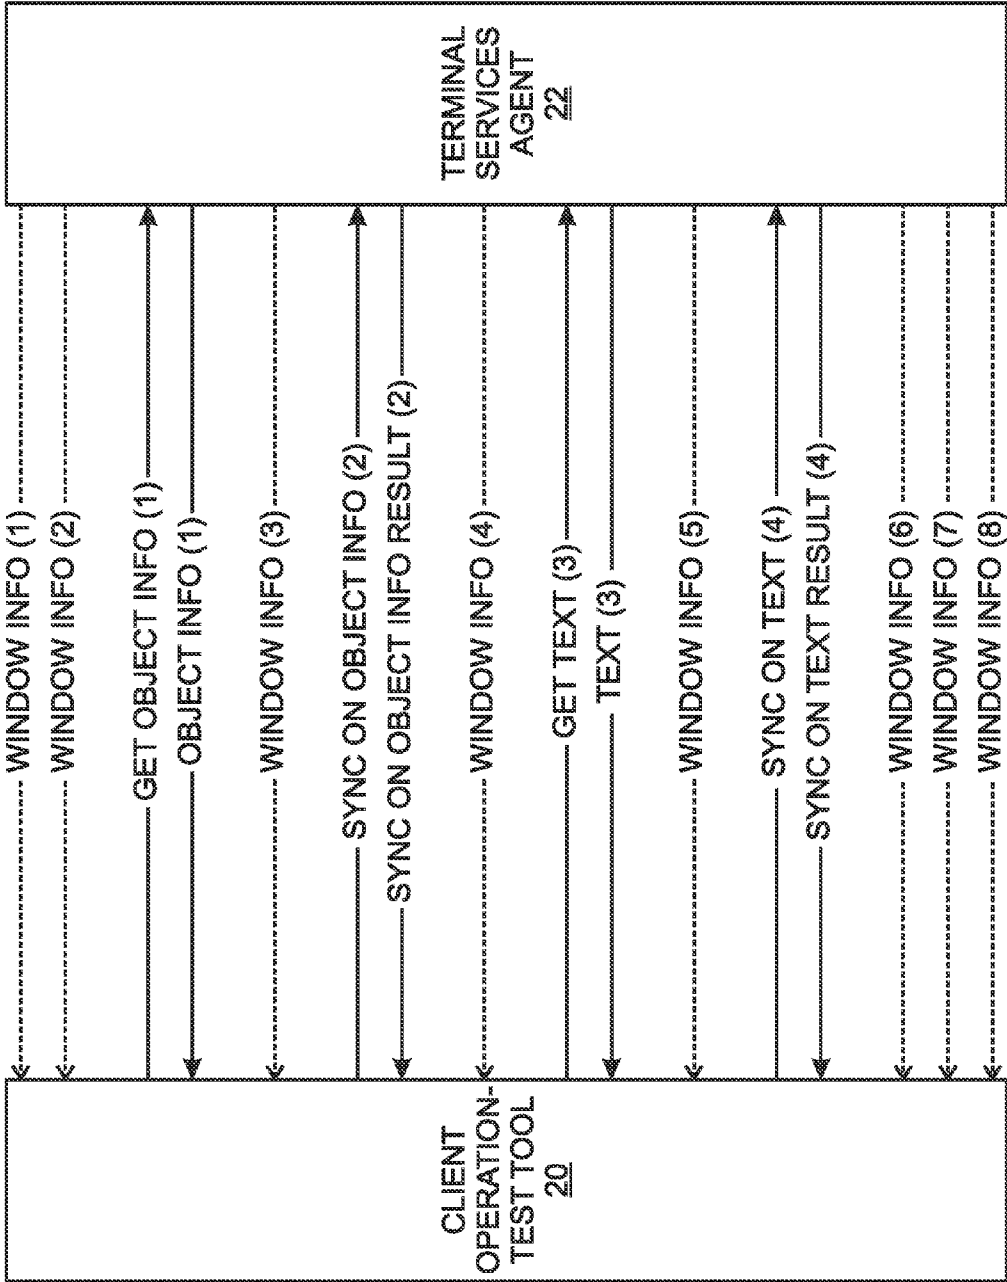 CLIENT
OPERATION-
TEST TOOL
20
WINDOW INFO (1)
WINDOW INFO (2)
GET OBJECT INFO (1)
OBJECT INFO (1)
WINDOW INFO (3)
SYNC ON OBJECT INFO (2)
SYNC ON OBJECT INFO RESULT (2)
WINDOW INFO (4)
GET TEXT (3)
TEXT (3)
WINDOW INFO (5)
SYNC ON TEXT (4)
SYNC ON TEXT RESULT (4)
WINDOW INFO (6)
WINDOW INFO (7)
WINDOW INFO (8)
TERMINAL
SERVICES
AGENT
22